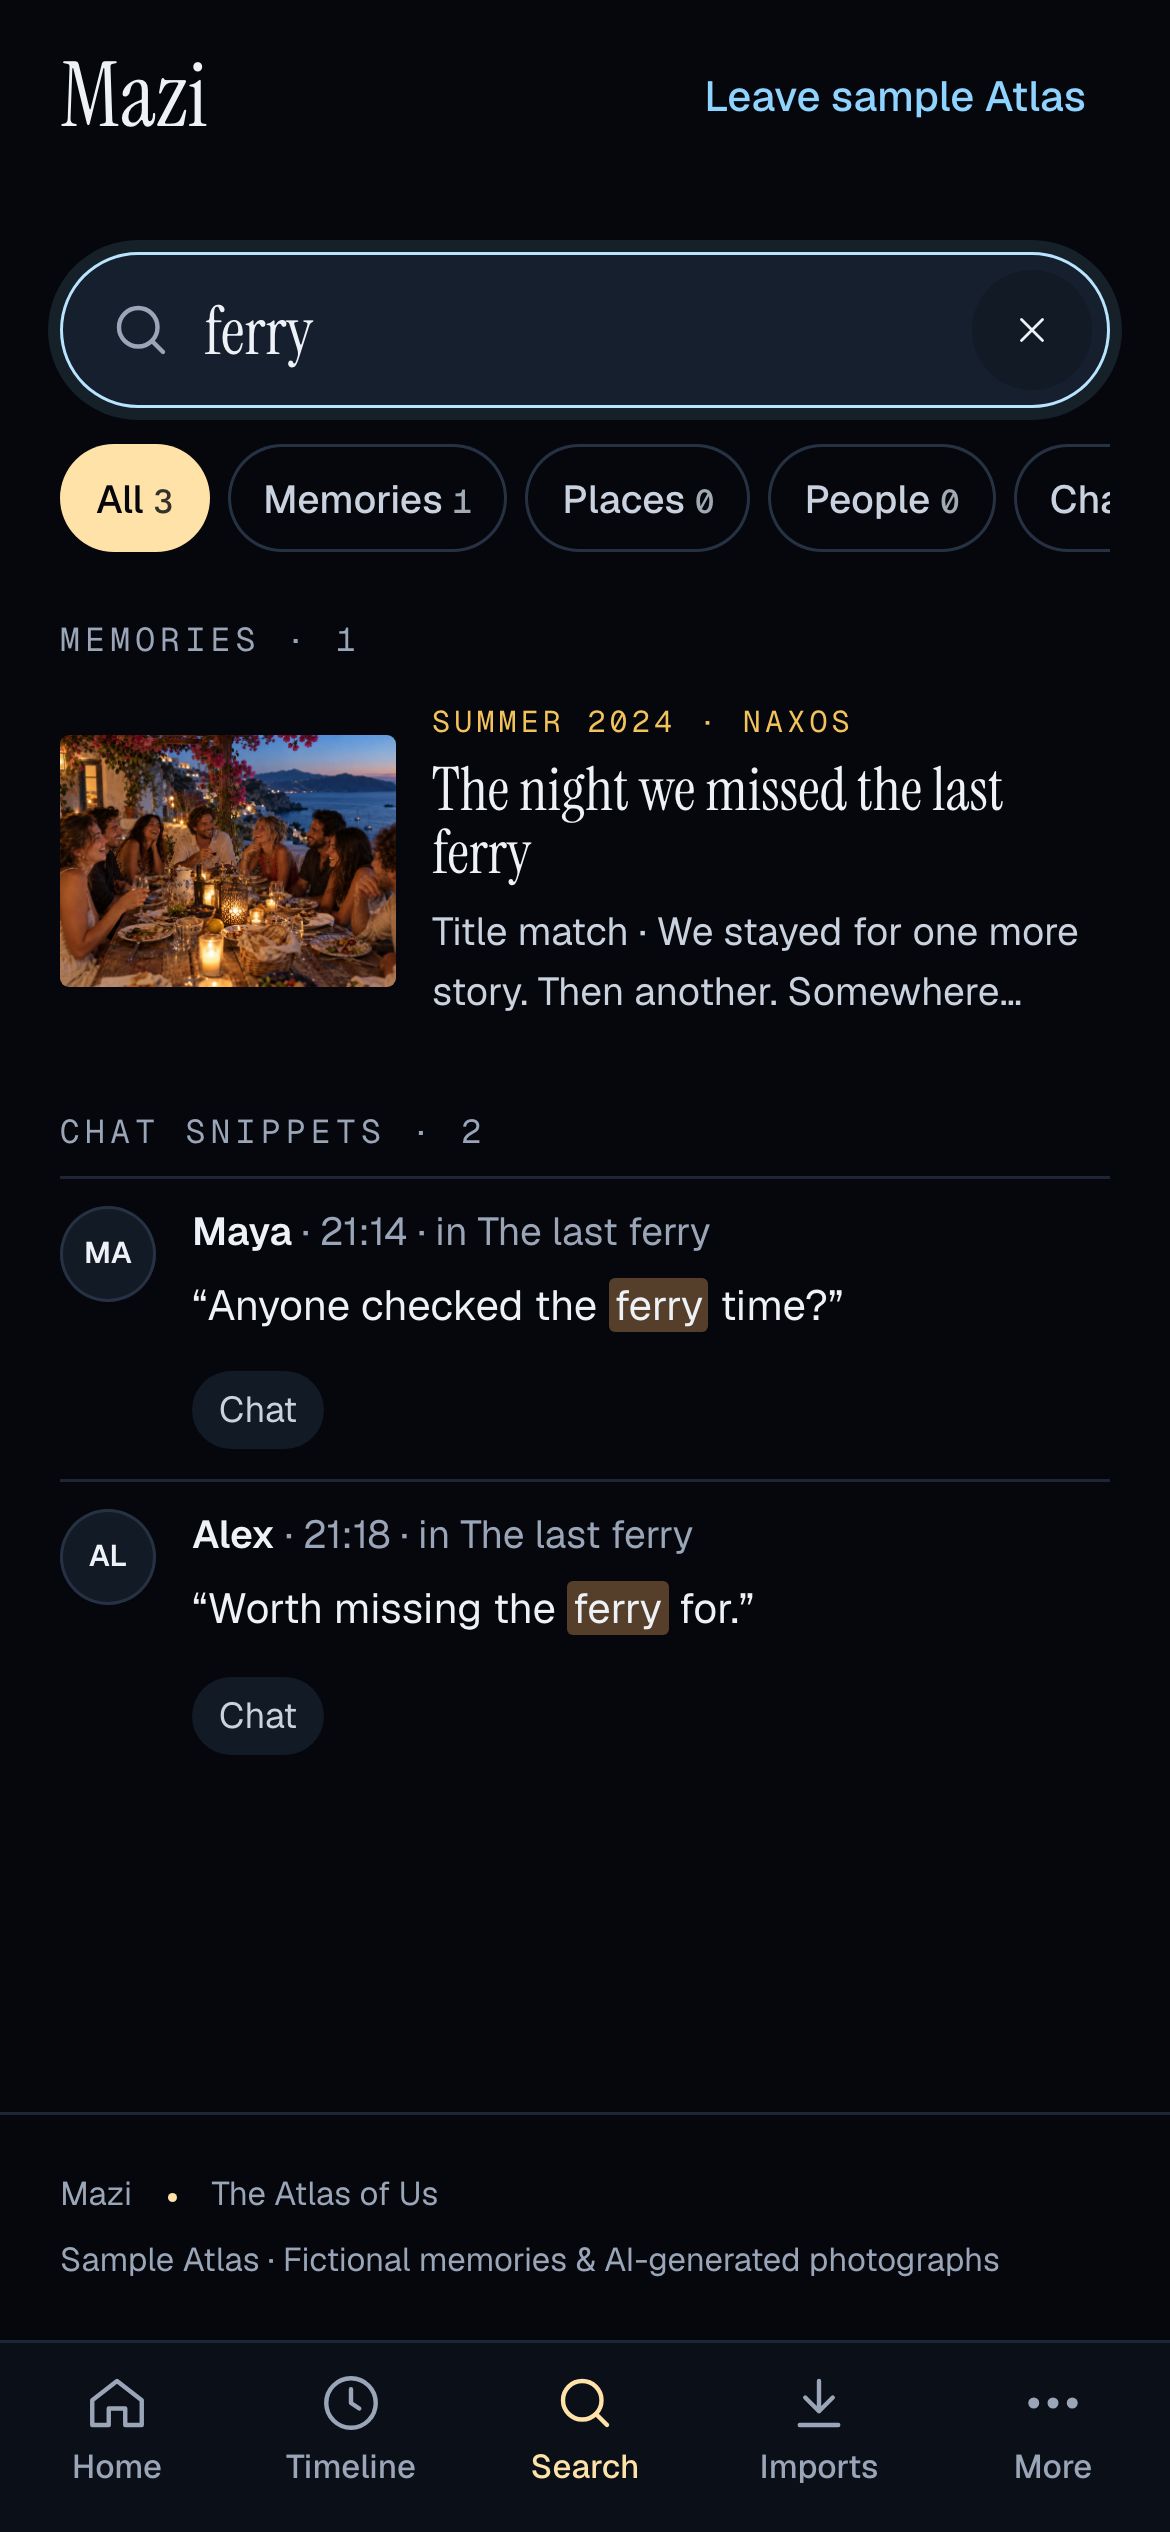 Mazi
Leave sample Atlas
ferry
All 3
Memories 1
Places 0
People 0
Cha
MEMORIES · 1
SUMMER 2024 · NAXOS
The night we missed the last
ferry
Title match · We stayed for one more
story. Then another. Somewhere...
CHAT SNIPPETS · 2
MA
Maya · 21:14 · in The last ferry
“Anyone checked the ferry time?”
Chat
AL
Alex · 21:18 · in The last ferry
“Worth missing the ferry for.”
Chat
Mazi • The Atlas of Us
Sample Atlas · Fictional memories & AI-generated photographs
Home
Timeline
Search
Imports
More